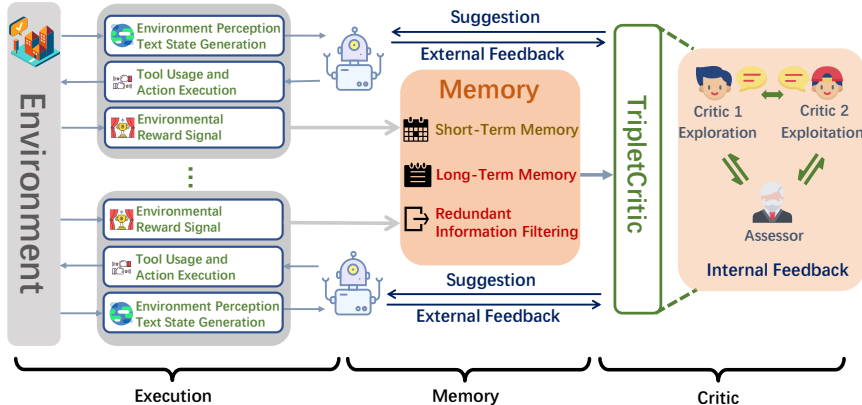 Environment
Environment Perception
Text State Generation
Tool Usage and
Action Execution
Environmental
Reward Signal
Environmental
Reward Signal
Tool Usage and
Action Execution
Environment Perception
Text State Generation
Suggestion
External Feedback
Memory
Short-Term Memory
Long-Term Memory
Redundant
Information Filtering
Suggestion
External Feedback
TripletCritic
Critic 1
Exploration
Critic 2
Exploitation
Assessor
Internal Feedback
Execution
Memory
Critic